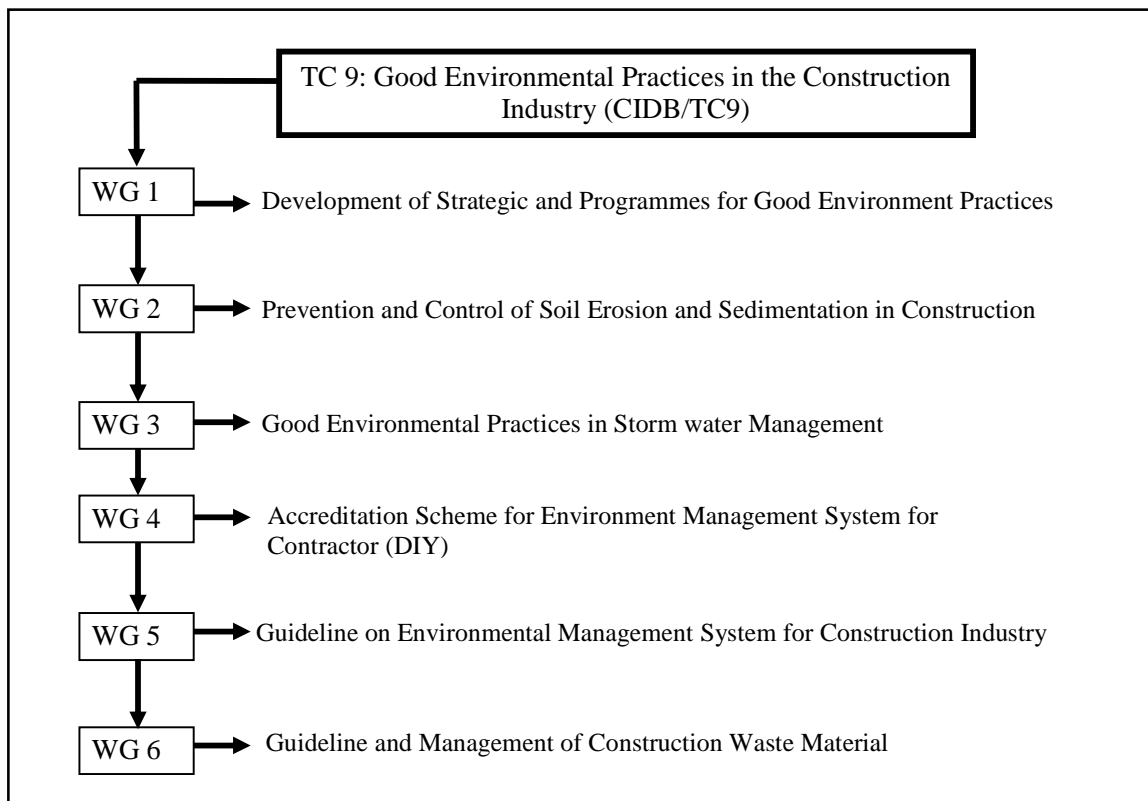 TC 9: Good Environmental Practices in the Construction
Industry (CIDB/TC9)
WG 1
Development of Strategic and Programmes for Good Environment Practices
WG 2
Prevention and Control of Soil Erosion and Sedimentation in Construction
WG 3
Good Environmental Practices in Storm water Management
WG 4
Accreditation Scheme for Environment Management System for
Contractor (DIY)
WG 5
Guideline on Environmental Management System for Construction Industry
WG 6
Guideline and Management of Construction Waste Material